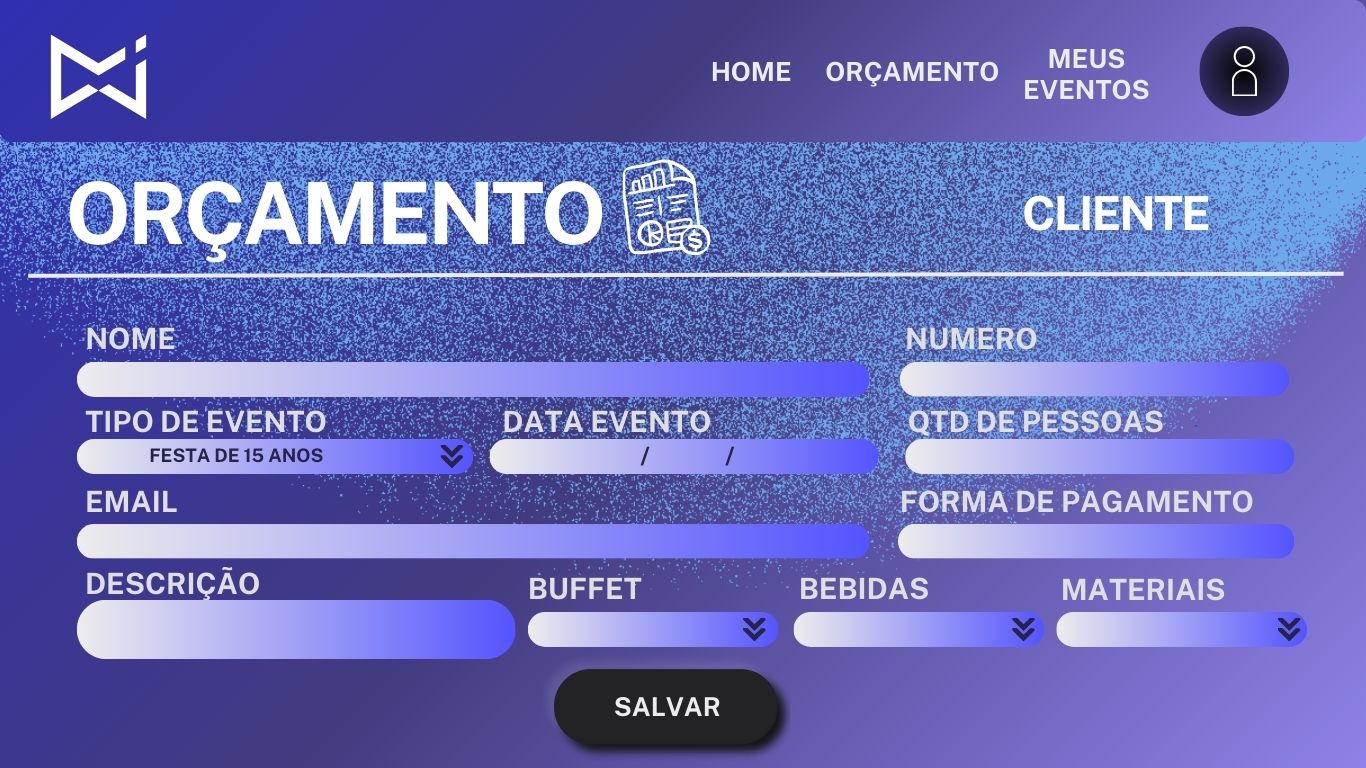 HOME
ORÇAMENTO
MEUS
EVENTOS
ORÇAMENTO
$
CLIENTE
NOME
NUMERO
TIPO DE EVENTO
DATA EVENTO
QTD DE PESSOAS
FESTA DE 15 ANOS
/ /
EMAIL
FORMA DE PAGAMENTO
DESCRIÇÃO
BUFFET
BEBIDAS
MATERIAIS
SALVAR